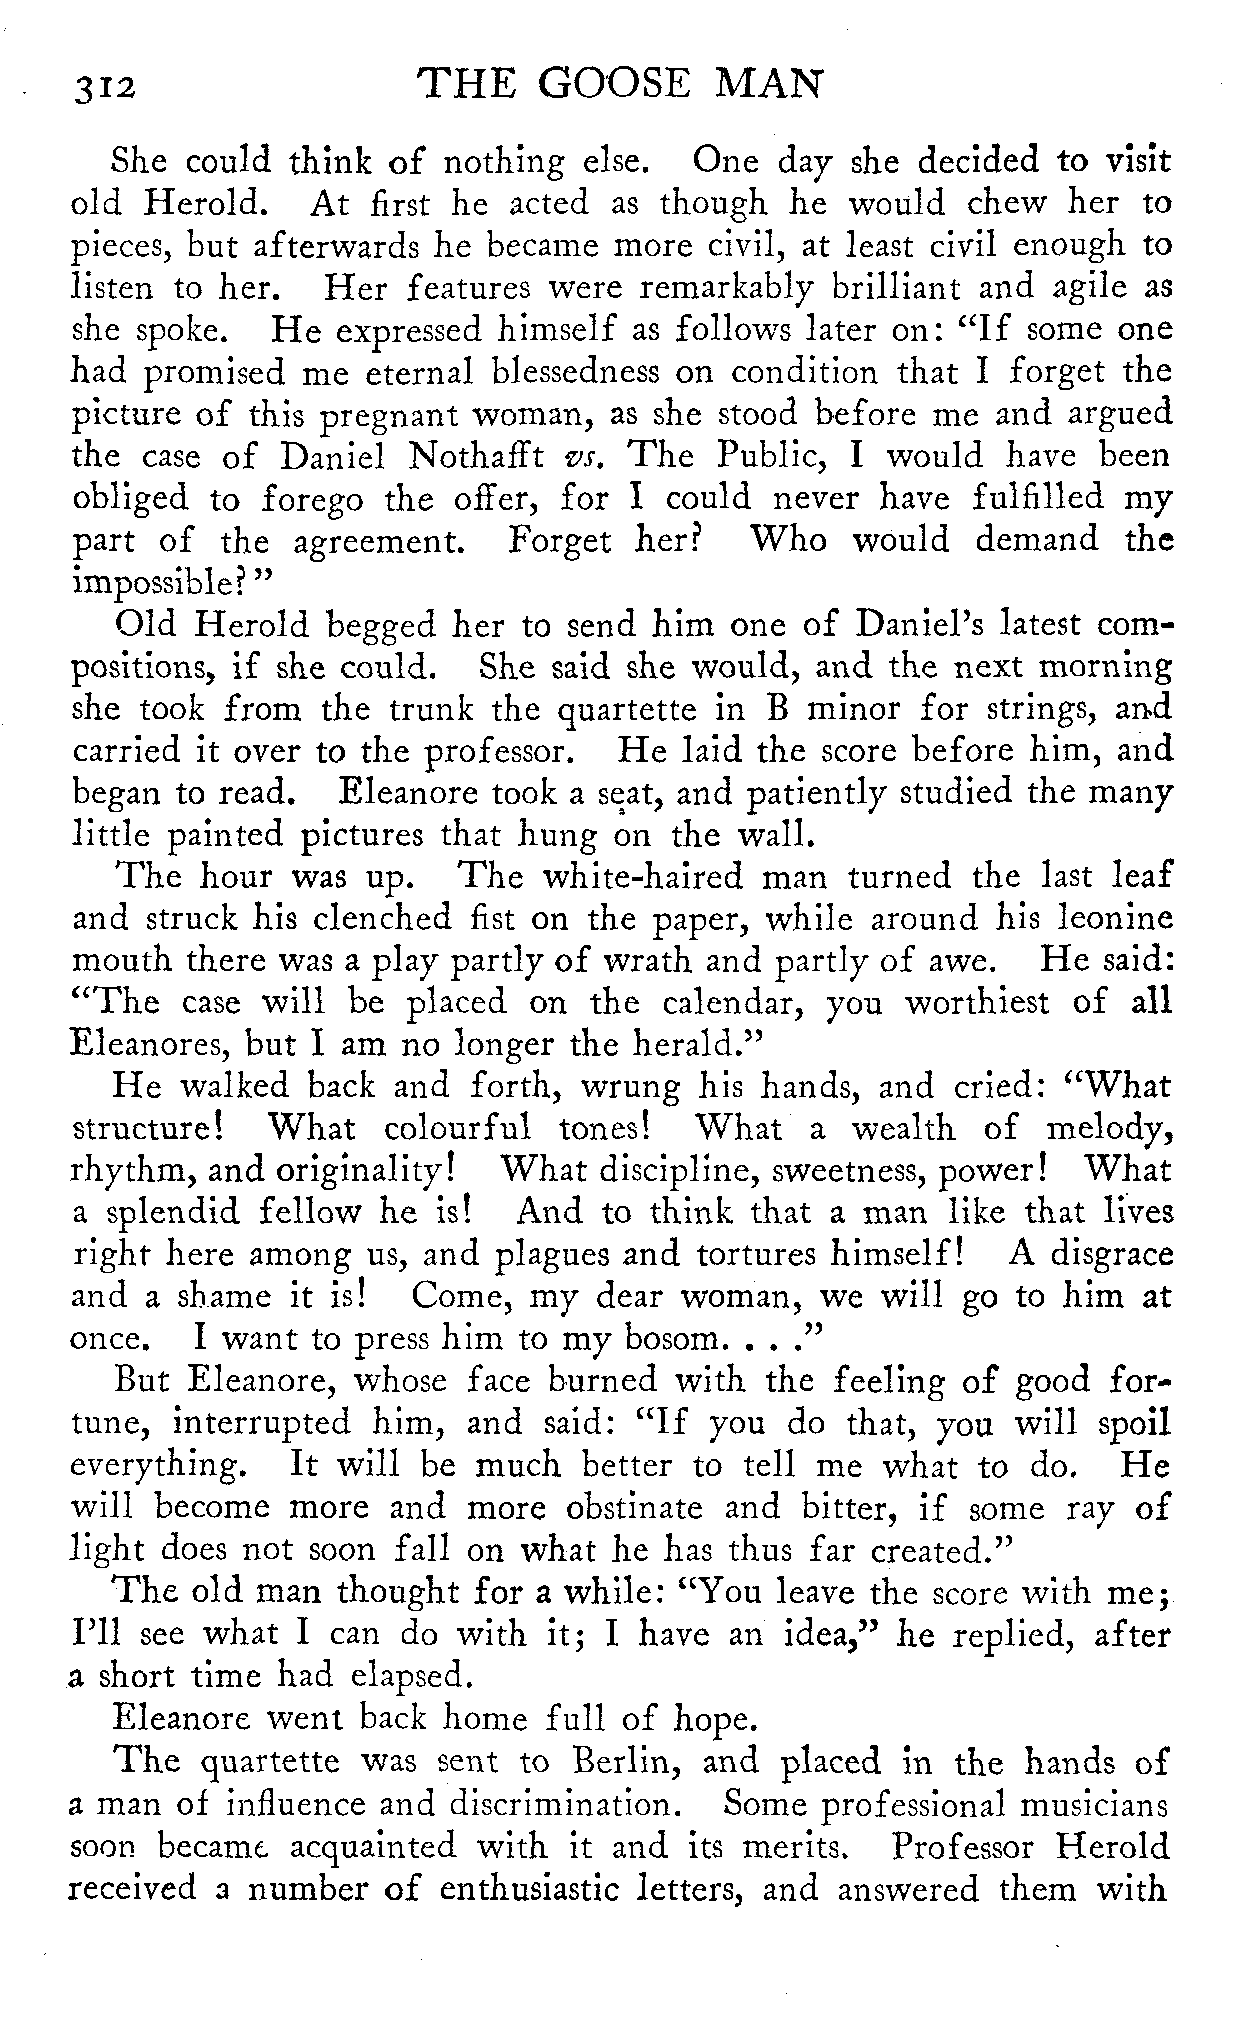 312 THE GOOSE MAN
She could think of nothing else. One day she decided to visit
old Herold. At first he acted as though he would chew her to
pieces, but afterwards he became more civil, at least civil enough to
listen to her. Her features were remarkably brilliant and agile as
she spoke. He expressed himself as follows later on: “If some one
had promised me eternal blessedness on condition that I forget the
picture of this pregnant woman, as she stood before me and argued
the case of Daniel Nothafft vs. The Public, I would have been
obliged to forego the offer, for I could never have fulfilled my
part of the agreement. Forget her? Who would demand the
impossible?”
Old Herold begged her to send him one of Daniel’s latest com-
positions, if she could. She said she would, and the next morning
she took from the trunk the quartette in B minor for strings, and
carried it over to the professor. He laid the score before him, and
began to read. Eleanore took a seat, and patiently studied the many
little painted pictures that hung on the wall.
The hour was up. The white-haired man turned the last leaf
and struck his clenched fist on the paper, while around his leonine
mouth there was a play partly of wrath and partly of awe. He said:
“The case will be placed on the calendar, you worthiest of all
Eleanores, but I am no longer the herald.”
He walked back and forth, wrung his hands, and cried: “What
structure! What colourful tones! What a wealth of melody,
rhythm, and originality! What discipline, sweetness, power! What
a splendid fellow he is! And to think that a man like that lives
right here among us, and plagues and tortures himself! A disgrace
and a shame it is! Come, my dear woman, we will go to him at
once. I want to press him to my bosom. . . .”
But Eleanore, whose face burned with the feeling of good for-
tune, interrupted him, and said: “If you do that, you will spoil
everything. It will be much better to tell me what to do. He
will become more and more obstinate and bitter, if some ray of
light does not soon fall on what he has thus far created.”
The old man thought for a while: “You leave the score with me;
I’ll see what I can do with it; I have an idea,” he replied, after
a short time had elapsed.
Eleanore went back home full of hope.
The quartette was sent to Berlin, and placed in the hands of
a man of influence and discrimination. Some professional musicians
soon became acquainted with it and its merits. Professor Herold
received a number of enthusiastic letters, and answered them with